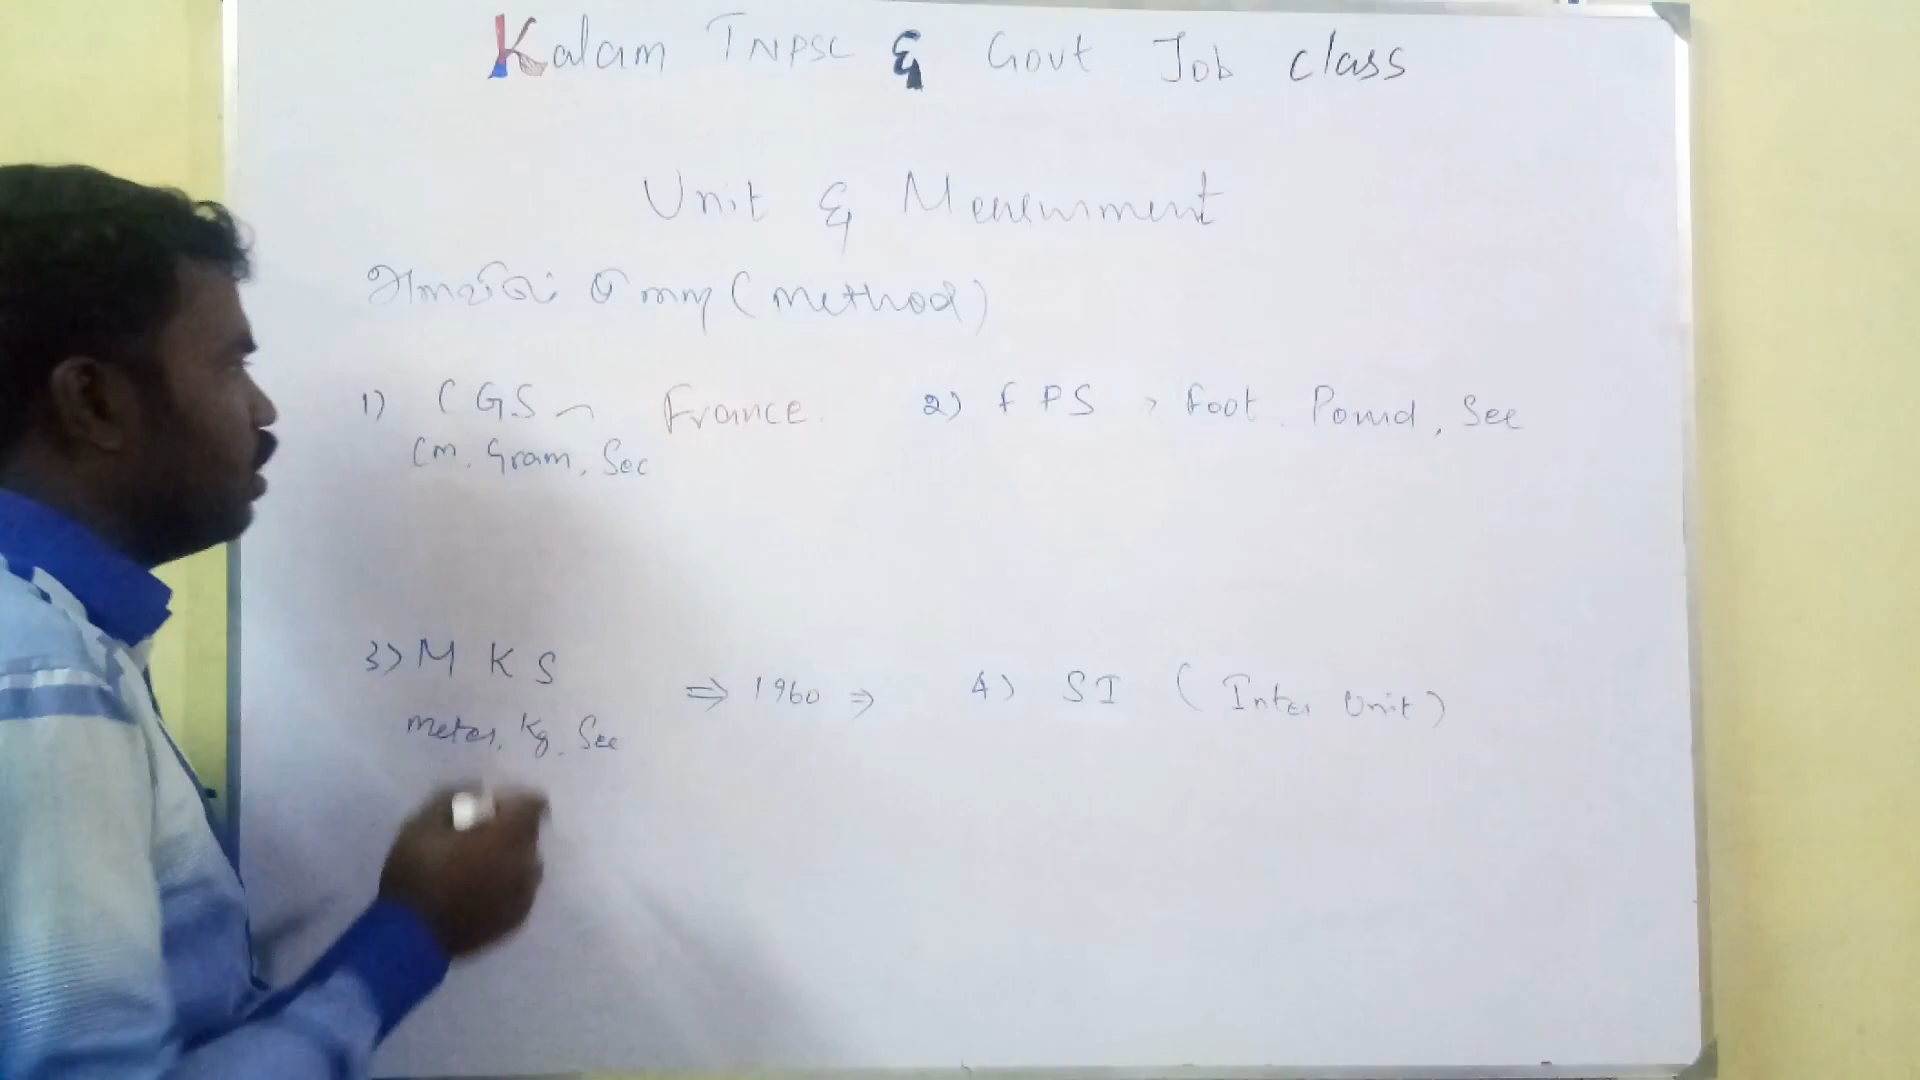 Kalam TNPSC & Govt Job class
Unit & Measurment
அளவிடும் முறை (method)
1) CGS - France.
Cm, Gram, Sec
2) FPS > Foot. Pound, Sec
3) M K S
meter, Kg. Sec
⇒ 1960 ⇒
4) SI (Inter Unit)